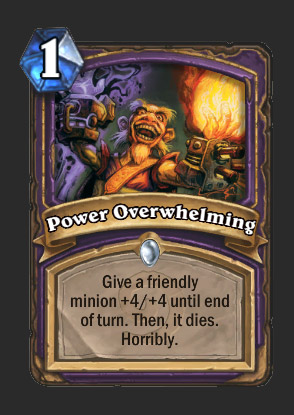 1
Power Overwhelming
Give a friendly
minion +4/+4 until end
of turn. Then, it dies.
Horribly.